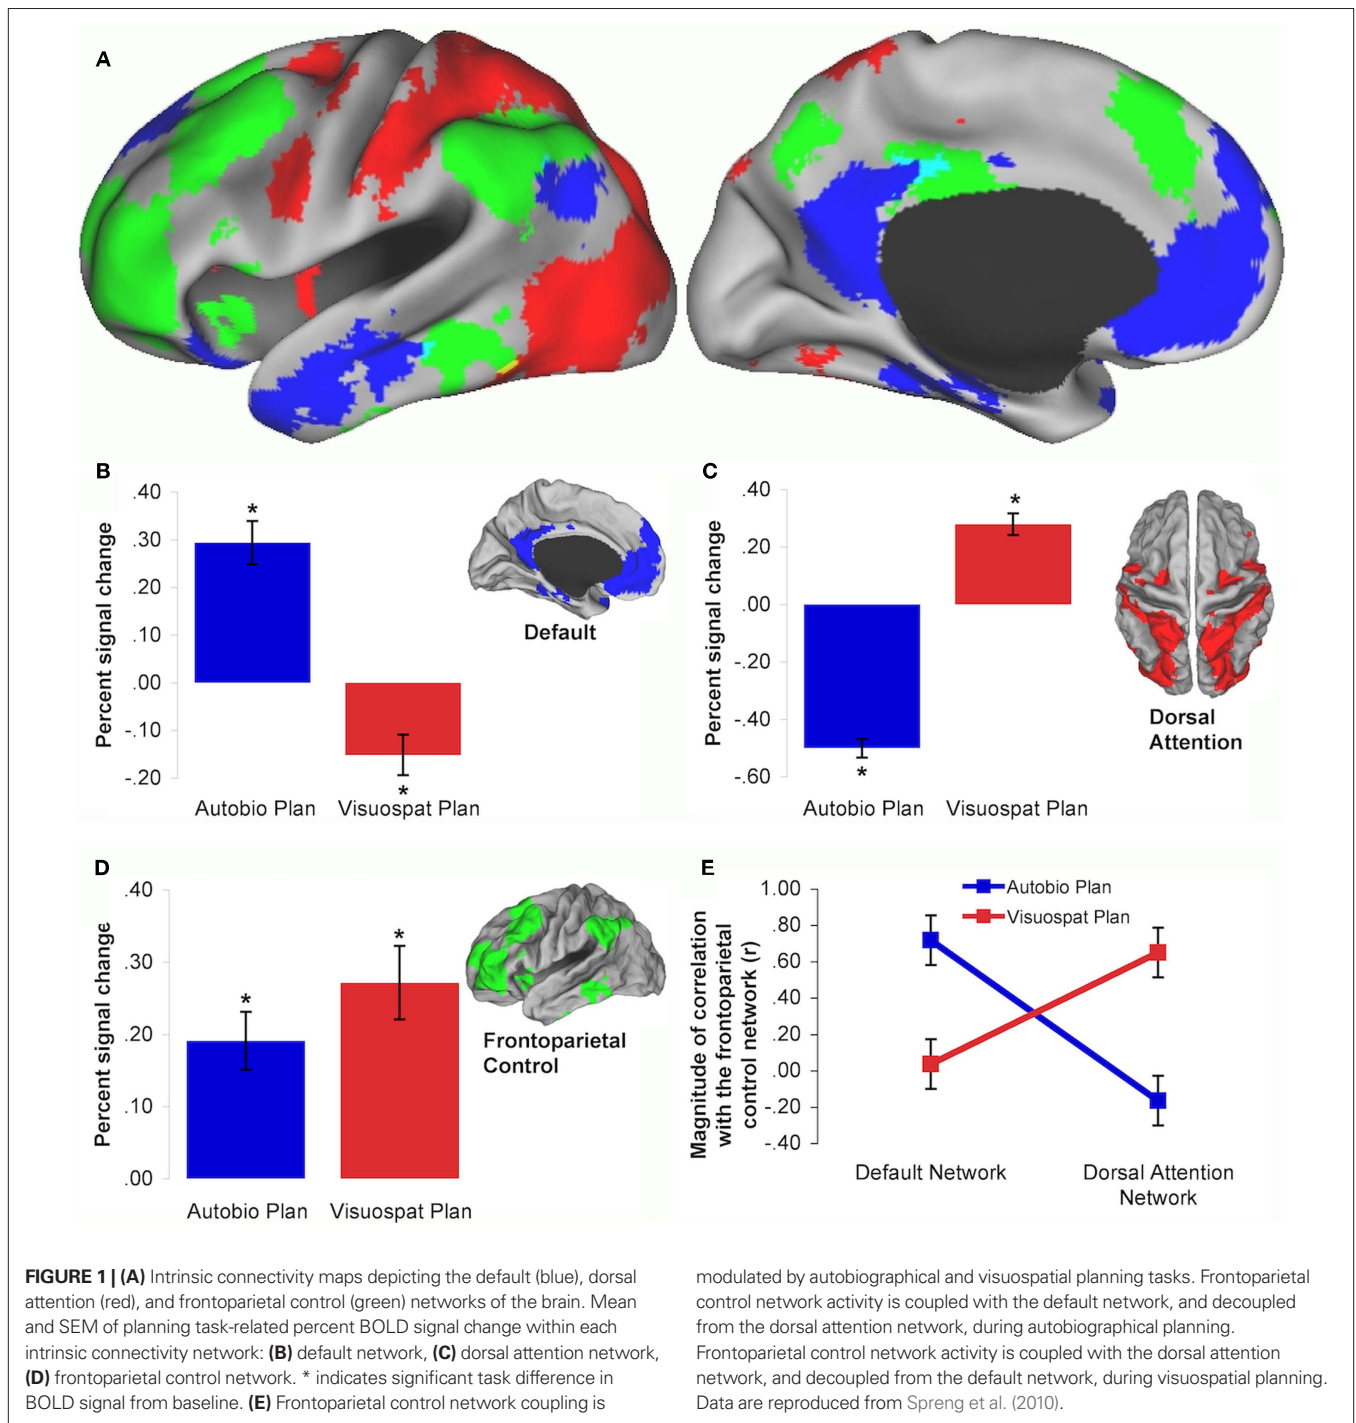 A
B
.40
.30
.20
.10
.00
-.10
-.20
Percent signal change
*
*
Autobio Plan
Visuospat Plan
Default
C
.40
.20
.00
-.20
-.40
-.60
Percent signal change
*
*
Autobio Plan
Visuospat Plan
Dorsal
Attention
D
.40
.30
.20
.10
.00
Percent signal change
*
*
Autobio Plan
Visuospat Plan
Frontoparietal
Control
E
1.00
.80
.60
.40
.20
.00
-.20
-.40
Magnitude of correlation
with the frontoparietal
control network (r)
Autobio Plan
Visuospat Plan
Default Network
Dorsal Attention
Network
FIGURE 1 | (A) Intrinsic connectivity maps depicting the default (blue), dorsal
attention (red), and frontoparietal control (green) networks of the brain. Mean
and SEM of planning task-related percent BOLD signal change within each
intrinsic connectivity network: (B) default network, (C) dorsal attention network,
(D) frontoparietal control network. * indicates significant task difference in
BOLD signal from baseline. (E) Frontoparietal control network coupling is
modulated by autobiographical and visuospatial planning tasks. Frontoparietal
control network activity is coupled with the default network, and decoupled
from the dorsal attention network, during autobiographical planning.
Frontoparietal control network activity is coupled with the dorsal attention
network, and decoupled from the default network, during visuospatial planning.
Data are reproduced from Spreng et al. (2010).